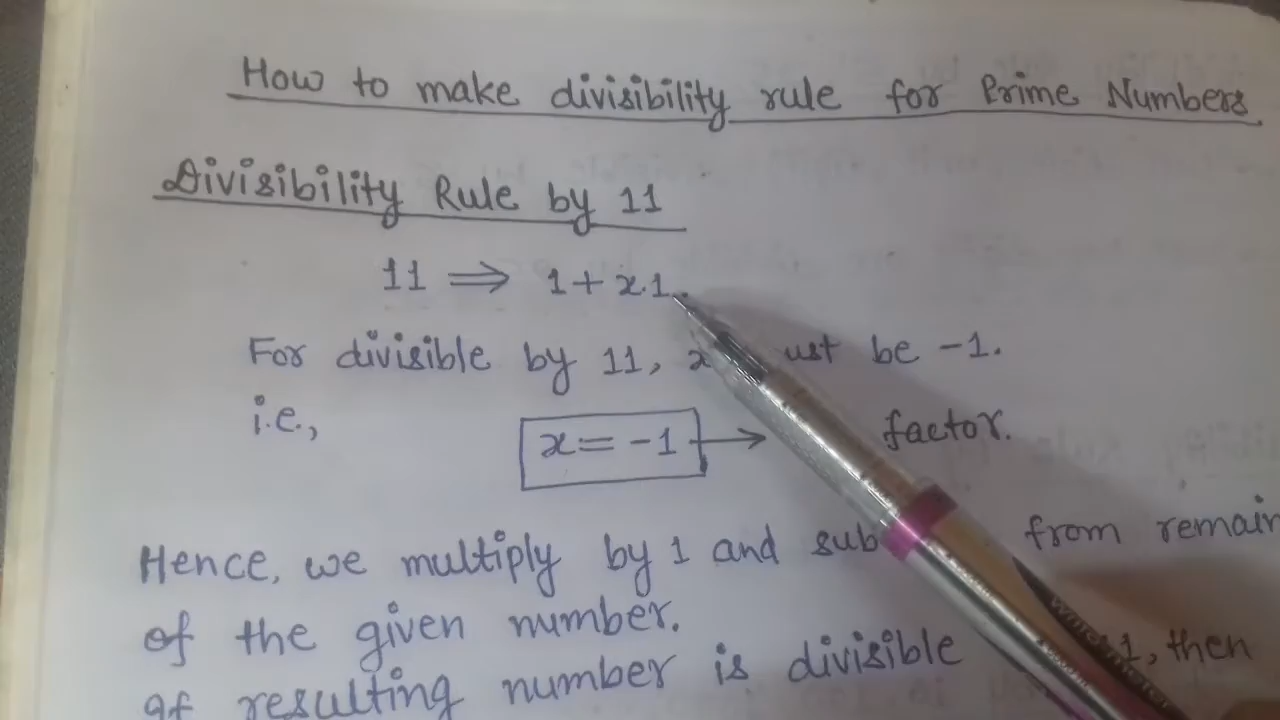 How to make divisibility rule for Prime Numbers
Divisibility Rule by 11
11 ⟹ 1 + x.1
For divisible by 11, x ust be -1.
i.e., x = -1 → factor.
Hence, we multiply by 1 and sub from remain
of the given number.
If resulting number is divisible 1, then